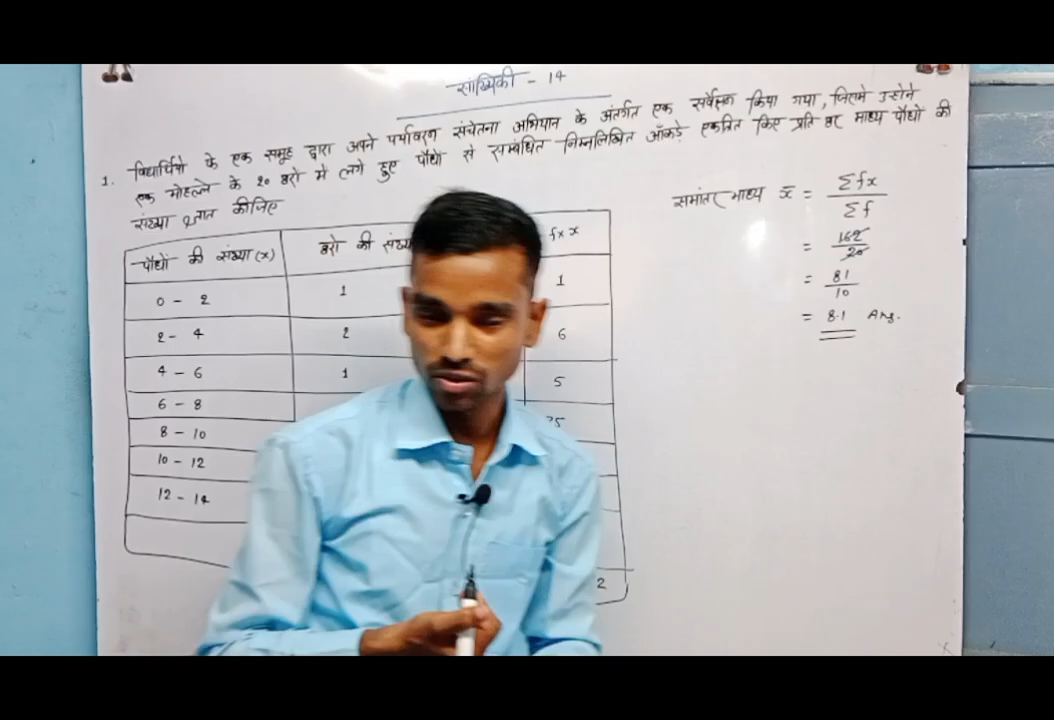 सांख्यिकी - 14
1. विद्यार्थियो के एक समूह द्वारा अपने पर्यावरण संचेतना अभियान के अंतर्गत एक सर्वेक्षण किया गया, जिसमे उन्होने
एक मोहल्ले के 20 घरो मे लगे हुए पौधों से सम्बंधित निम्नलिखित आँकड़े एकत्रित किए प्रति घर माध्य पौधों की
संख्या ज्ञात कीजिए
पौधों की संख्या (x) घरो की f×x
0 - 2 1 1
2 - 4 2 6
4 - 6 1 5
6 - 8
8 - 10
10 - 12
12 - 14
2
समांतर माध्य x̄ = Σfx / Σf
= 162 / 20
= 81 / 10
= 8.1 Ans.